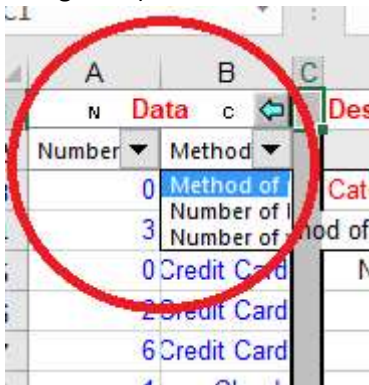 A B C
N Data C Des
Number Method
0 Method of Cat
Number of
3 Number of od of
0 Credit Card N
2 Credit Card
6 Credit Card